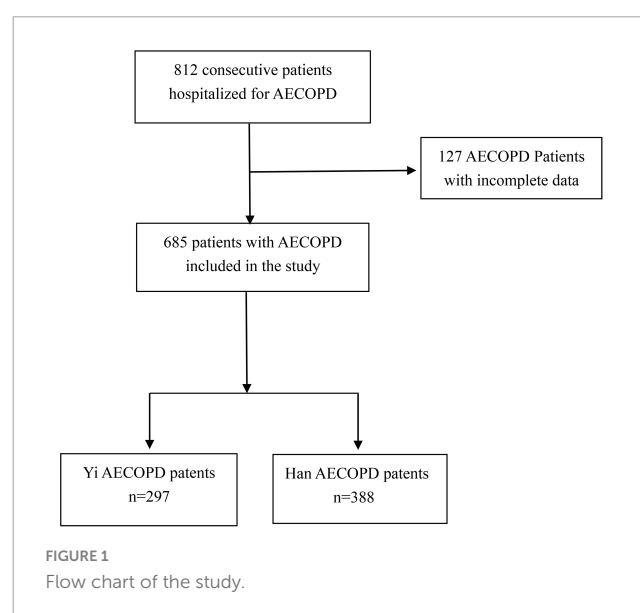 812 consecutive patients
hospitalized for AECOPD
127 AECOPD Patients
with incomplete data
685 patients with AECOPD
included in the study
Yi AECOPD patents
n=297
Han AECOPD patents
n=388
FIGURE 1
Flow chart of the study.